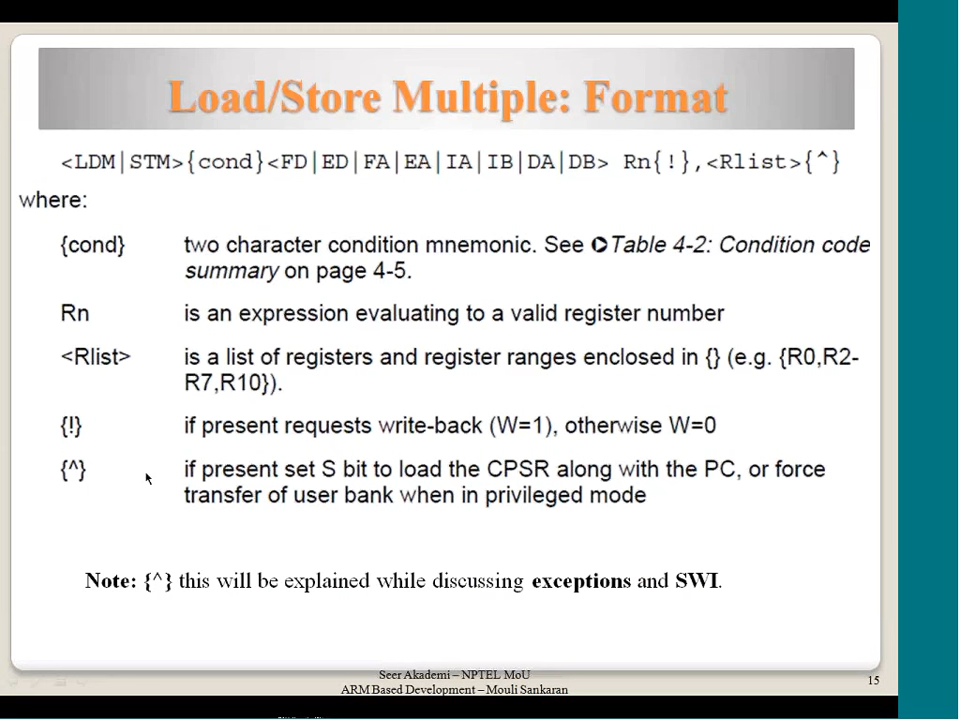 Load/Store Multiple: Format
<LDM|STM>{cond}<FD|ED|FA|EA|IA|IB|DA|DB> Rn{!},<Rlist>{^}
where:
{cond} two character condition mnemonic. See Table 4-2: Condition code
summary on page 4-5.
Rn is an expression evaluating to a valid register number
<Rlist> is a list of registers and register ranges enclosed in {} (e.g. {R0,R2-
R7,R10}).
{!} if present requests write-back (W=1), otherwise W=0
{^} if present set S bit to load the CPSR along with the PC, or force
transfer of user bank when in privileged mode
Note: {^} this will be explained while discussing exceptions and SWI.
Seer Akademi – NPTEL MoU
ARM Based Development – Mouli Sankaran
15